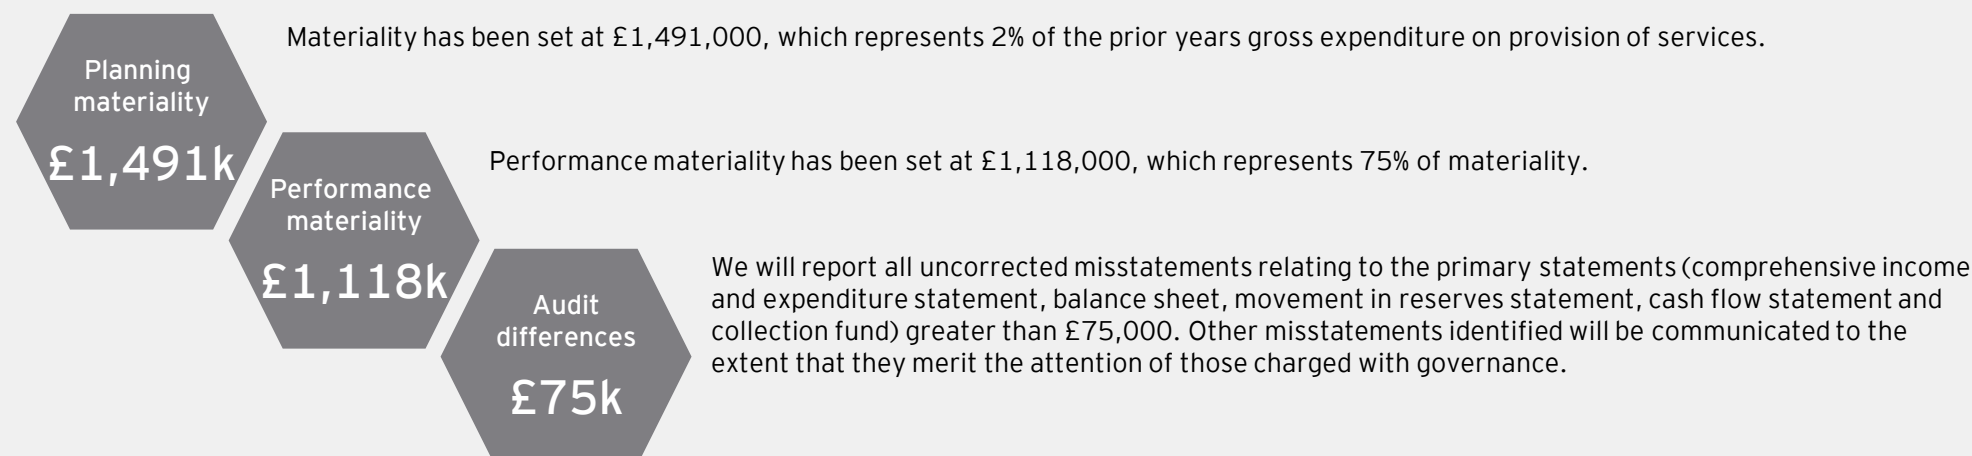 Planning
materiality
£1,491k
Materiality has been set at £1,491,000, which represents 2% of the prior years gross expenditure on provision of services.
Performance
materiality
£1,118k
Performance materiality has been set at £1,118,000, which represents 75% of materiality.
Audit
differences
£75k
We will report all uncorrected misstatements relating to the primary statements (comprehensive income
and expenditure statement, balance sheet, movement in reserves statement, cash flow statement and
collection fund) greater than £75,000. Other misstatements identified will be communicated to the
extent that they merit the attention of those charged with governance.